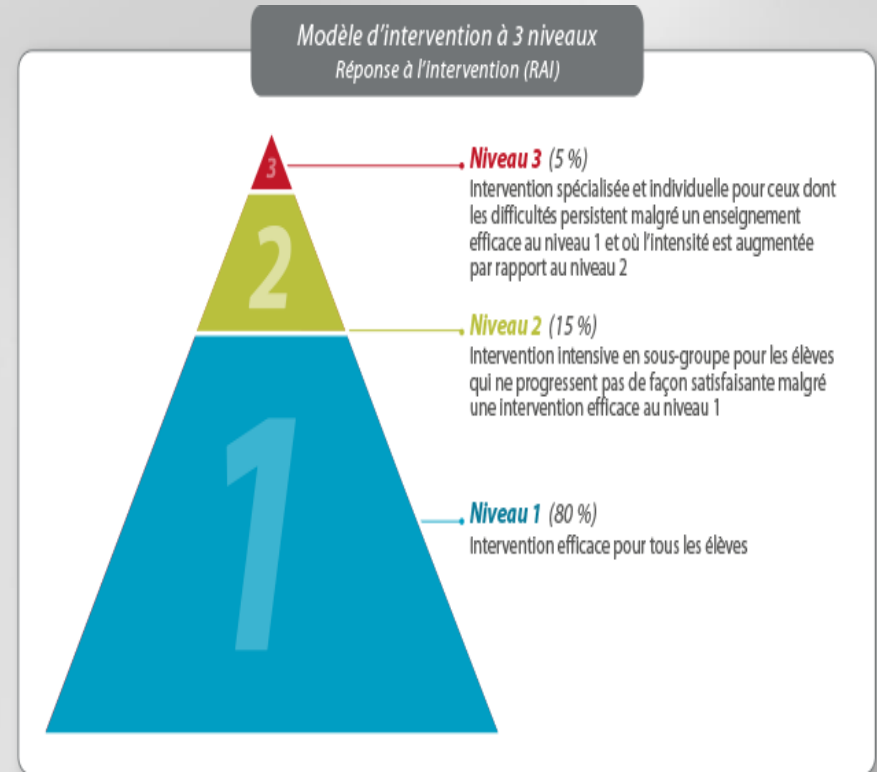 Modèle d'intervention à 3 niveaux
Réponse à l'intervention (RAI)
3
Niveau 3 (5 %)
Intervention spécialisée et individuelle pour ceux dont
les difficultés persistent malgré un enseignement
efficace au niveau 1 et où l'intensité est augmentée
par rapport au niveau 2
2
Niveau 2 (15 %)
Intervention intensive en sous-groupe pour les élèves
qui ne progressent pas de façon satisfaisante malgré
une intervention efficace au niveau 1
1
Niveau 1 (80 %)
Intervention efficace pour tous les élèves